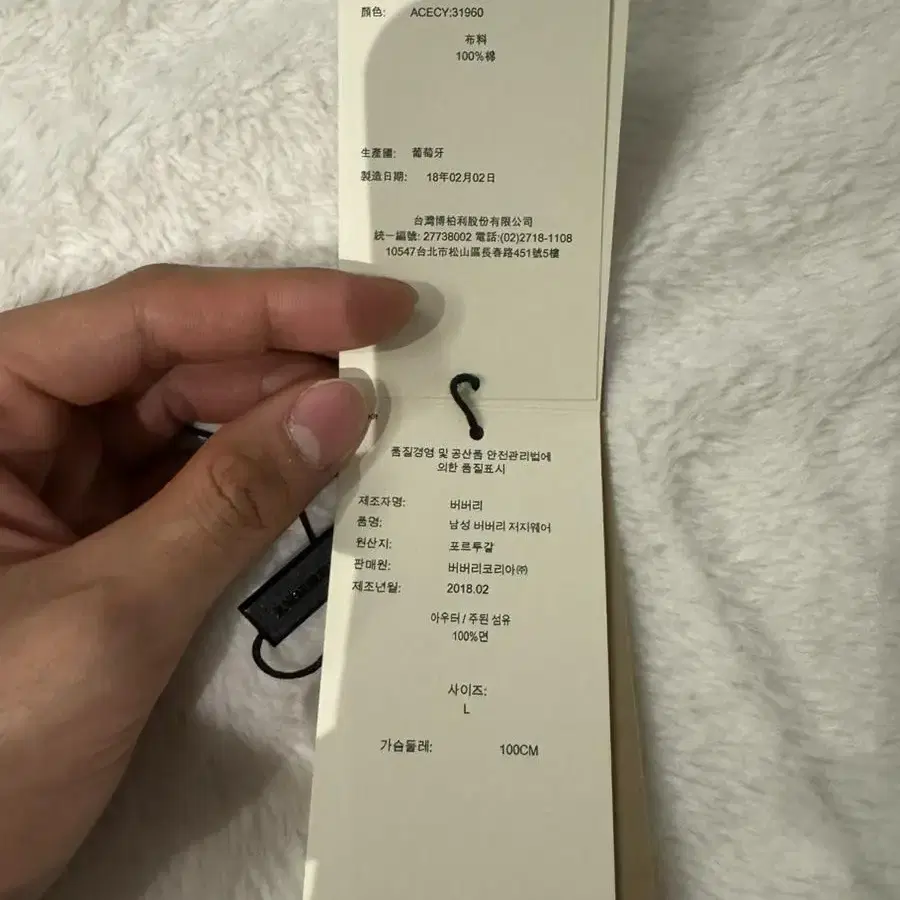 顏色: ACECY;31960
布料
100%棉
生產國: 葡萄牙
製造日期: 18年02月02日
台灣博柏利股份有限公司
統一編號: 27738002 電話:(02)2718-1108
10547台北市松山區長春路451號5樓
품질경영 및 공산품 안전관리법에
의한 품질표시
제조자명: 버버리
품명: 남성 버버리 저지웨어
원산지: 포르투갈
판매원: 버버리코리아㈜
제조년월: 2018.02
아우터 / 주된 섬유
100%면
사이즈:
L
가슴둘레: 100CM